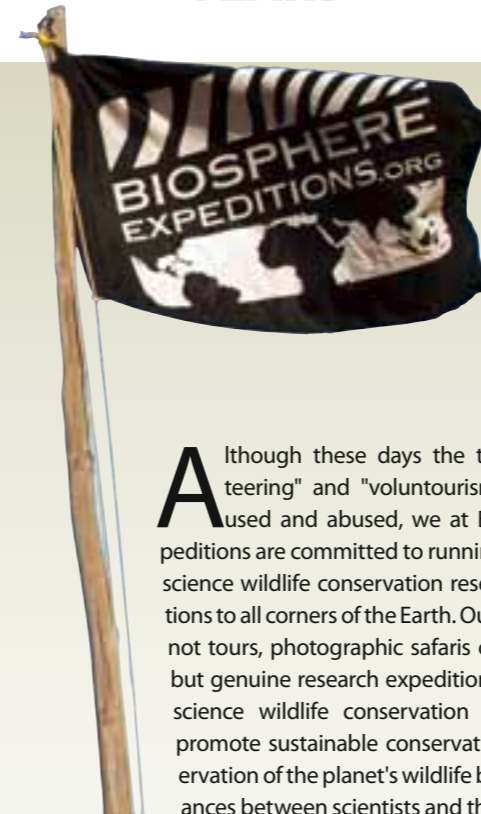 BIOSPHERE
EXPEDITIONS.ORG
Although these days the
teering" and "voluntouris
used and abused, we at
peditions are committed to runnin
science wildlife conservation rese
tions to all corners of the Earth. Ou
not tours, photographic safaris
but genuine research expedition
science wildlife conservation
promote sustainable conservat
ervation of the planet's wildlife b
ances between scientists and th